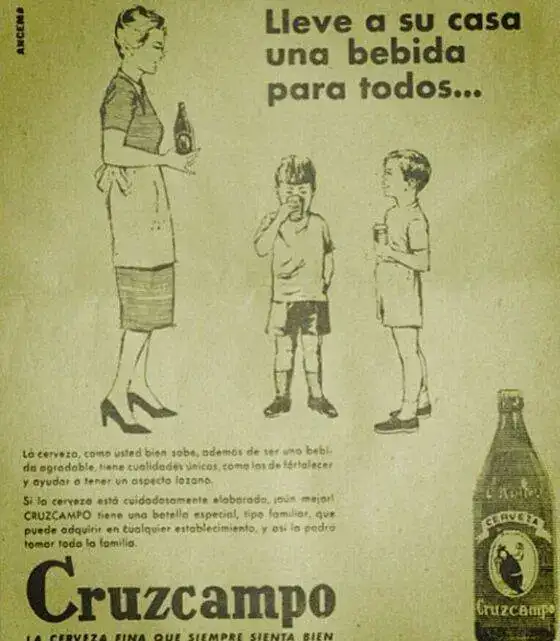 ANCEMA
Lleve a su casa
una bebida
para todos...
La cerveza, como usted bien sabe, además de ser una bebi-
da agradable, tiene cualidades únicas, como las de fortalecer
y ayudar a tener un aspecto lozano.
Si la cerveza está cuidadosamente elaborada, ¡aún mejor!
CRUZCAMPO tiene una botella especial, tipo familiar, que
puede adquirir en cualquier establecimiento, y así la podrá
tomar toda la familia.
CERVEZA
Cruzcampo
Cruzcampo
LA CERVEZA FINA QUE SIEMPRE SIENTA BIEN